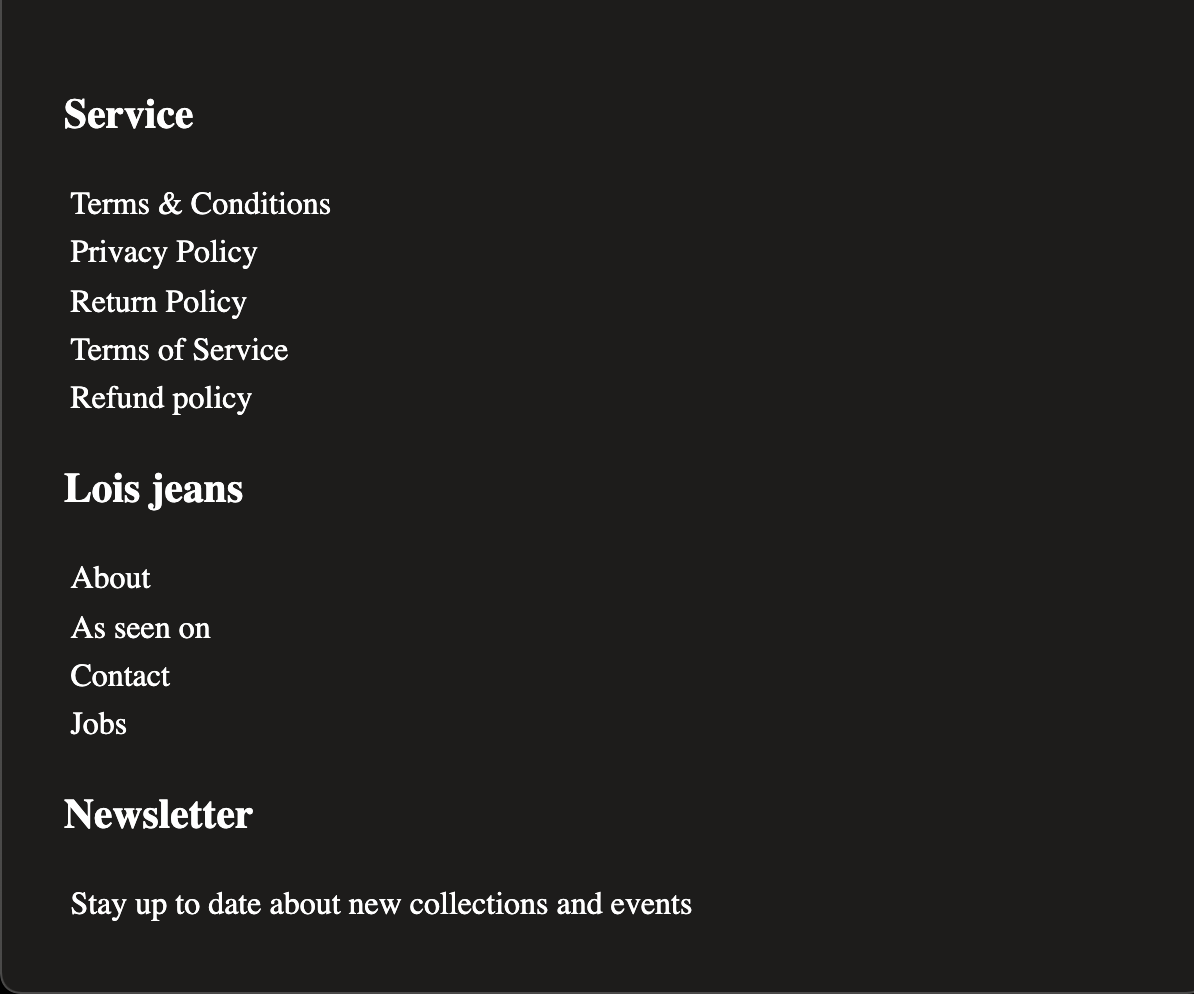 Service
Terms & Conditions
Privacy Policy
Return Policy
Terms of Service
Refund policy
Lois jeans
About
As seen on
Contact
Jobs
Newsletter
Stay up to date about new collections and events